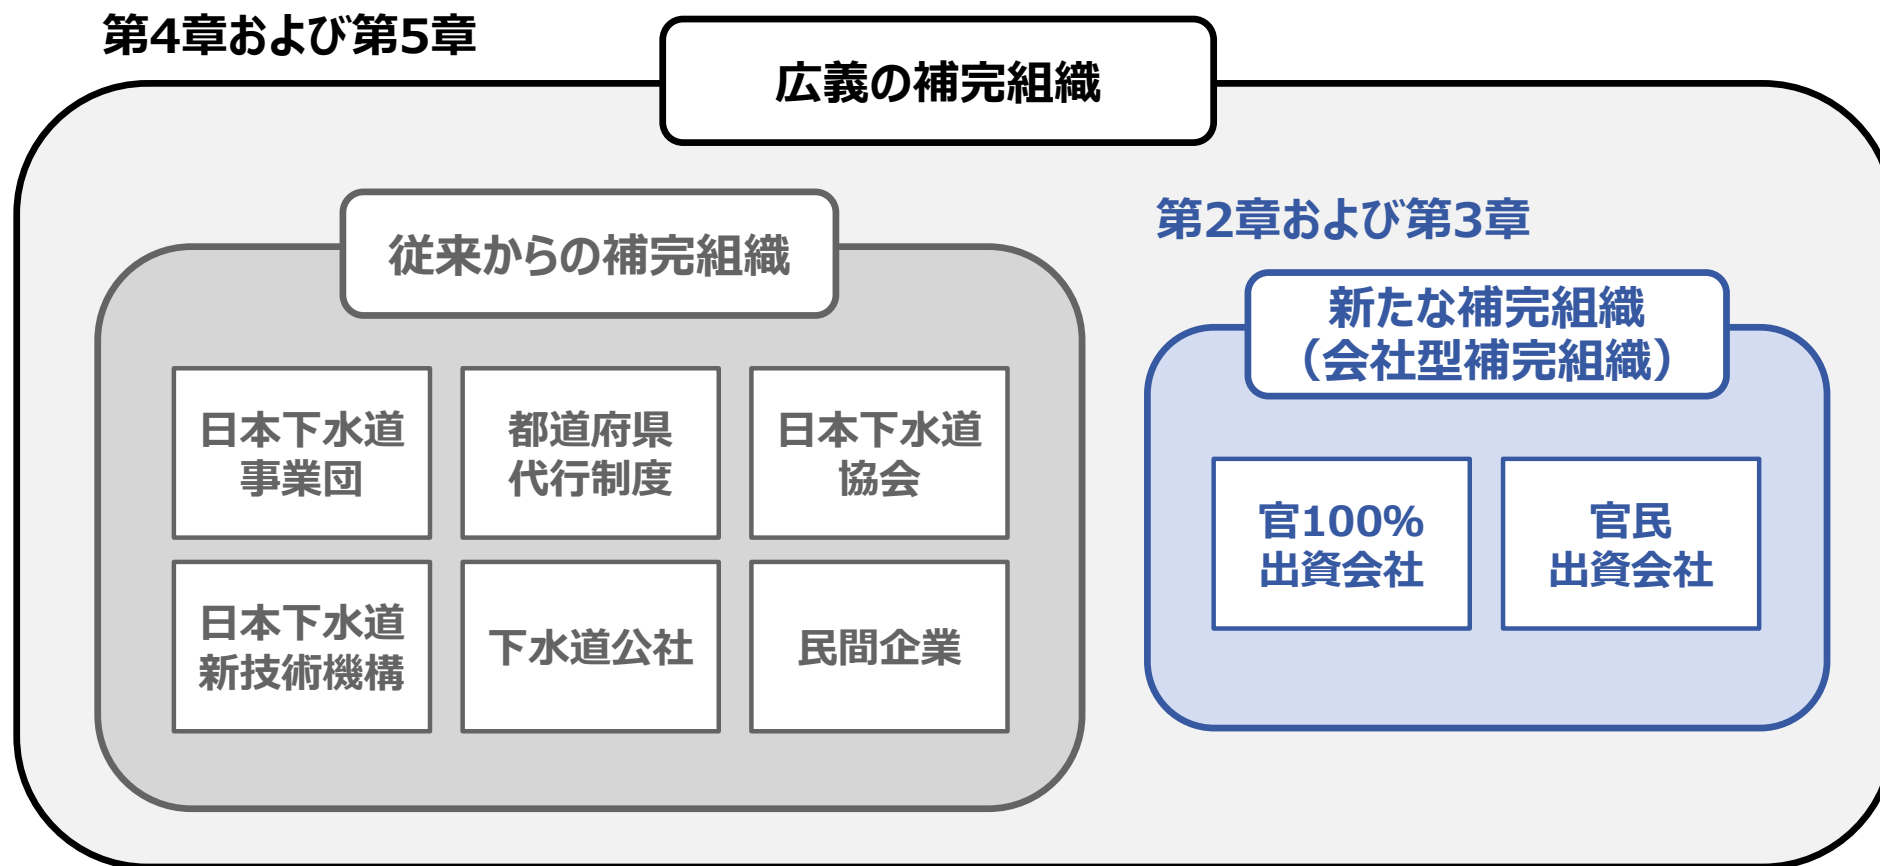 第4章および第5章
広義の補完組織
従来からの補完組織
日本下水道
事業団
都道府県
代行制度
日本下水道
協会
日本下水道
新技術機構
下水道公社
民間企業
第2章および第3章
新たな補完組織
（会社型補完組織）
官100%
出資会社
官民
出資会社